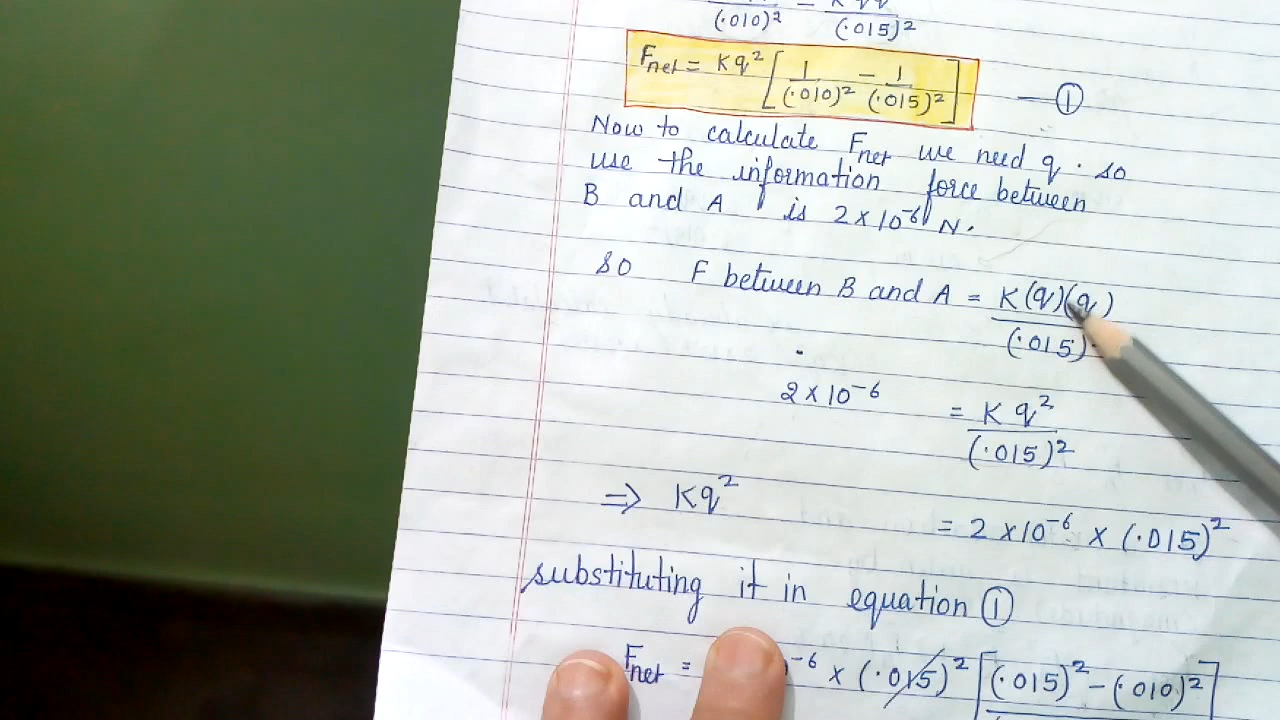 (.010)² (.015)²
Fnet = Kq² [ 1/(.010)² − 1/(.015)² ] — ①
Now to calculate Fnet we need q. so
use the information force between
B and A is 2×10⁻⁶ N.
so F between B and A = K(q)(q)
(.015)
2×10⁻⁶ = Kq²
(.015)²
⇒ Kq² = 2×10⁻⁶ × (.015)²
substituting it in equation ①
Fnet = ⁻⁶ × (.015)² [ (.015)² − (.010)² ]